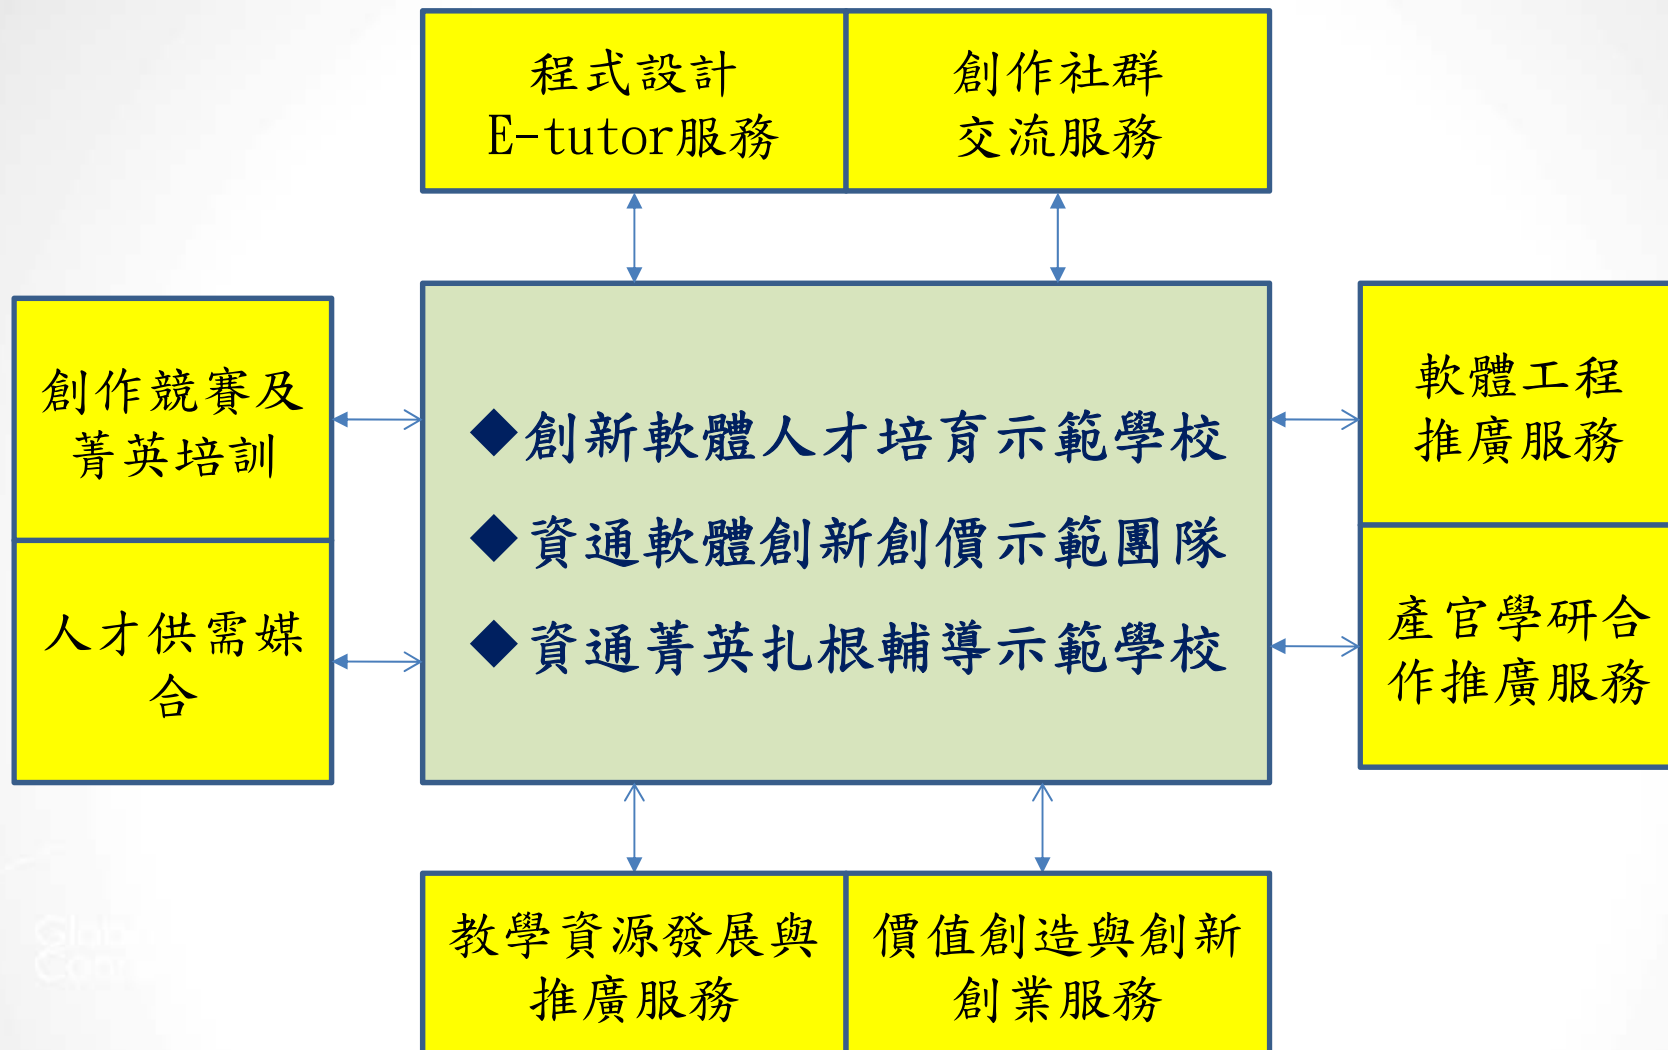 程式設計
E-tutor服務
創作社群
交流服務
創作競賽及
菁英培訓
人才供需媒
合
◆創新軟體人才培育示範學校
◆資通軟體創新創價示範團隊
◆資通菁英扎根輔導示範學校
軟體工程
推廣服務
產官學研合
作推廣服務
教學資源發展與
推廣服務
價值創造與創新
創業服務